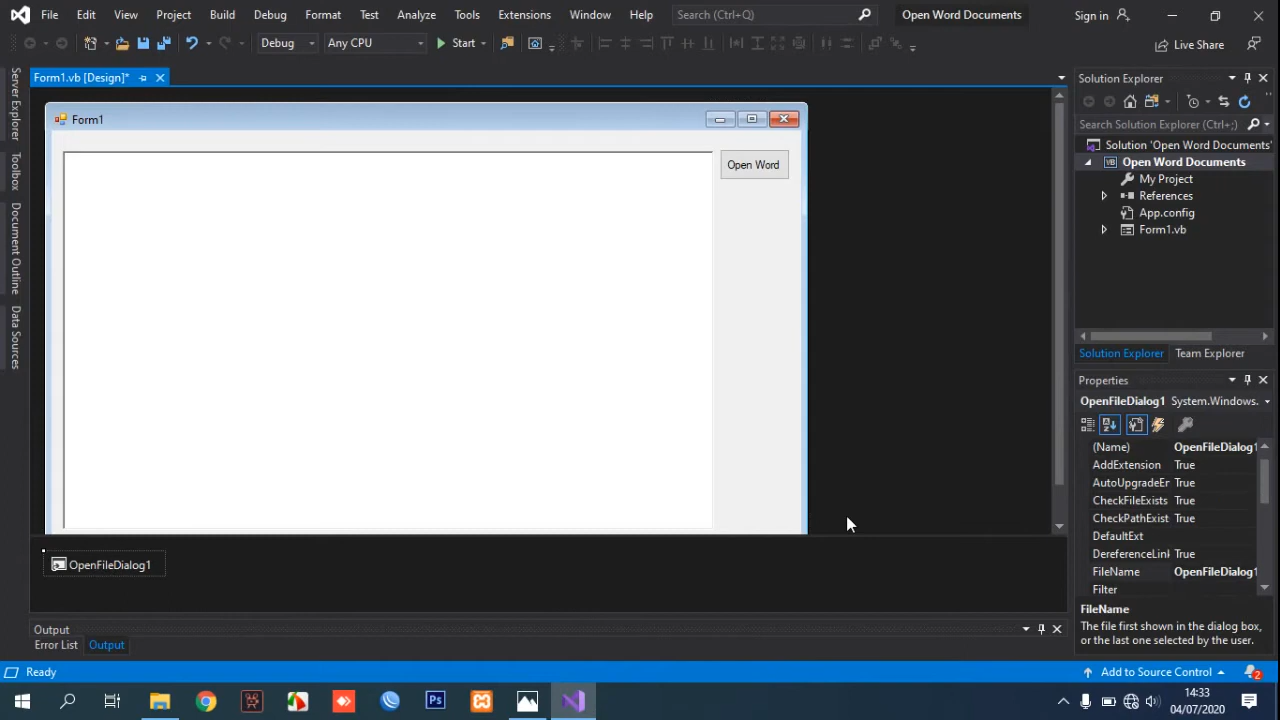 File Edit View Project Build Debug Format Test Analyze Tools Extensions Window Help Search (Ctrl+Q) Open Word Documents Sign in
Debug Any CPU Start Live Share
Form1.vb [Design]*
Form1
Open Word
OpenFileDialog1
Server Explorer
Toolbox
Document Outline
Data Sources
Solution Explorer
Search Solution Explorer (Ctrl+;)
Solution 'Open Word Documents'
VB Open Word Documents
My Project
References
App.config
Form1.vb
Solution Explorer Team Explorer
Properties
OpenFileDialog1 System.Windows.
(Name) OpenFileDialog1
AddExtension True
AutoUpgradeEr True
CheckFileExists True
CheckPathExist True
DefaultExt
DereferenceLinl True
FileName OpenFileDialog1
Filter
FileName
The file first shown in the dialog box,
or the last one selected by the user.
Output
Error List Output
Ready Add to Source Control 2
Ps
14:33
04/07/2020